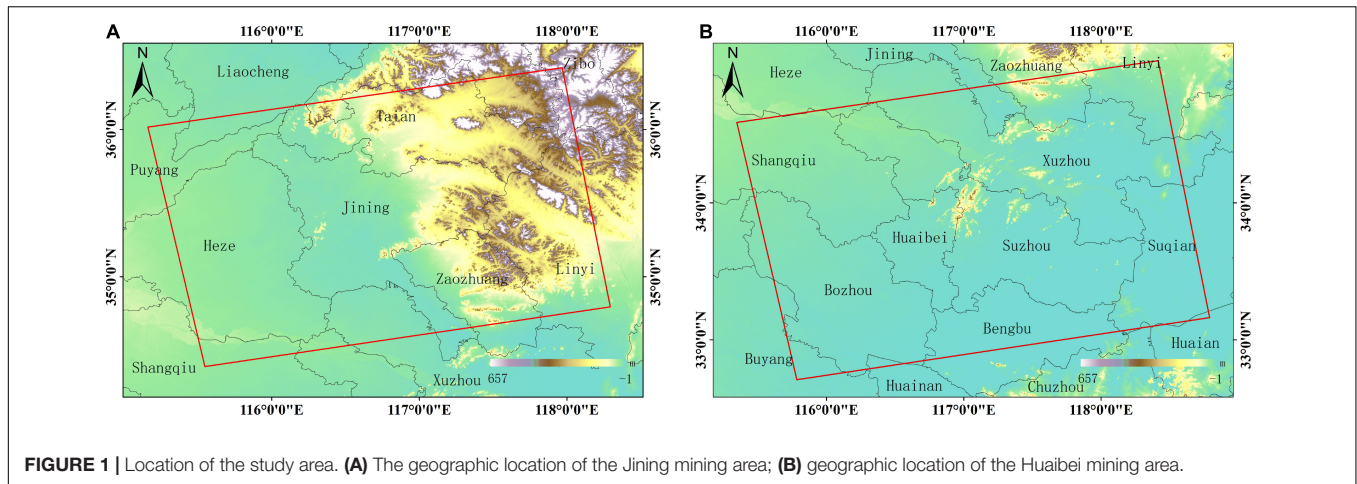 A
116°0'0"E 117°0'0"E 118°0'0"E
N
Liaocheng
Zibo
Taian
36°0'0"N
36°0'0"N
Puyang
Jining
Heze
35°0'0"N
35°0'0"N
Linyi
Zaozhuang
Shangqiu
Xuzhou
657 m -1
116°0'0"E 117°0'0"E 118°0'0"E
B
116°0'0"E 117°0'0"E 118°0'0"E
N
Jining
Heze
Zaozhuang
Linyi
Shangqiu
Xuzhou
34°0'0"N
34°0'0"N
Huaibei
Suzhou
Suqian
Bozhou
Bengbu
33°0'0"N
33°0'0"N
Huaian
Buyang
Huainan
Chuzhou
657 m -1
116°0'0"E 117°0'0"E 118°0'0"E
FIGURE 1 | Location of the study area. (A) The geographic location of the Jining mining area; (B) geographic location of the Huaibei mining area.